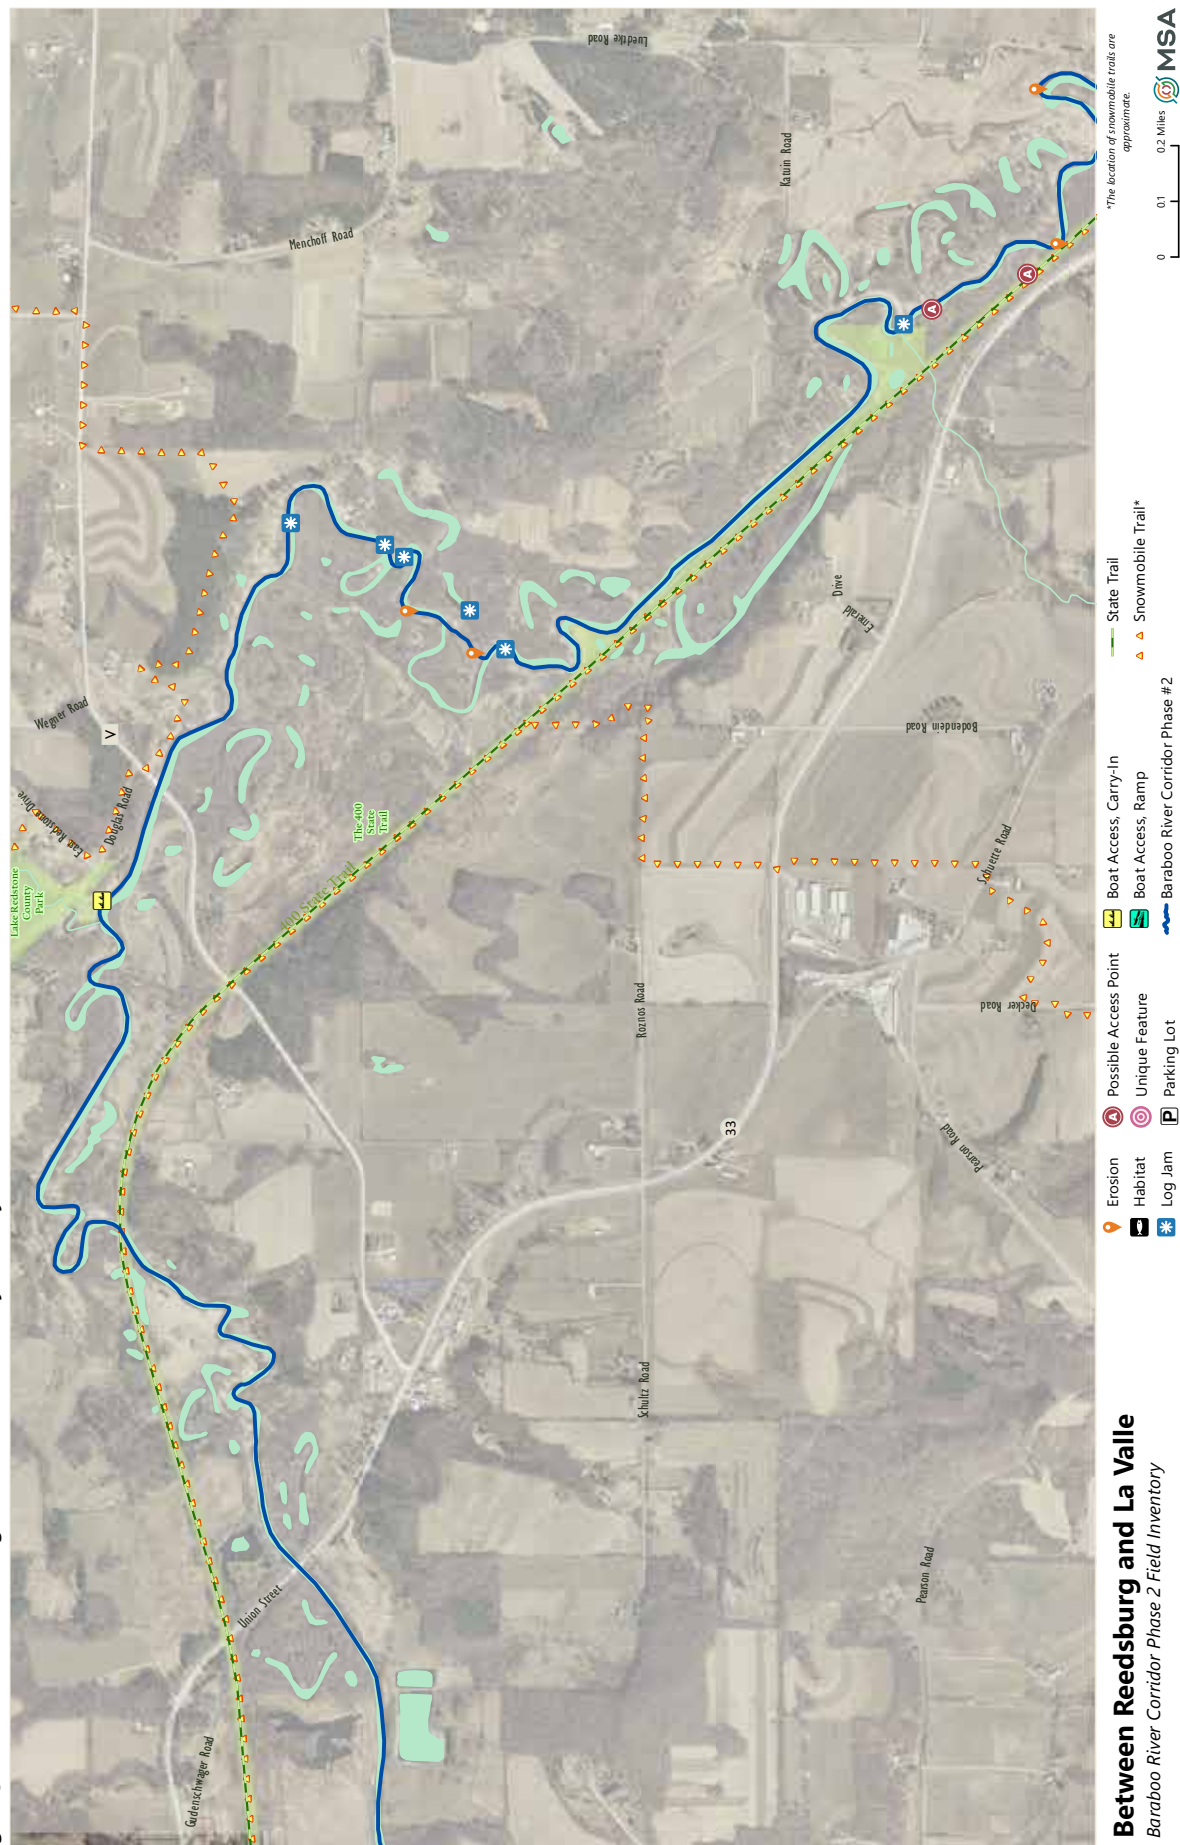 Luedtke Road
Katuin Road
Menchoff Road
Wegner Road
V
East Redstone Drive
Douglas Road
Lake Redstone
County
Park
The 400
State
Trail
400 State Trail
Emerald
Drive
Bodendein Road
Schuette Road
Decker Road
Roznos Road
33
Pearson Road
Schultz Road
Union Street
Gudenschwager Road
Pearson Road
A
A
Between Reedsburg and La Valle
Baraboo River Corridor Phase 2 Field Inventory
Erosion
Habitat
Log Jam
A Possible Access Point
Unique Feature
P Parking Lot
Boat Access, Carry-In
Boat Access, Ramp
Baraboo River Corridor Phase #2
State Trail
Snowmobile Trail*
*The location of snowmobile trails are
approximate.
0 0.1 0.2 Miles
MSA